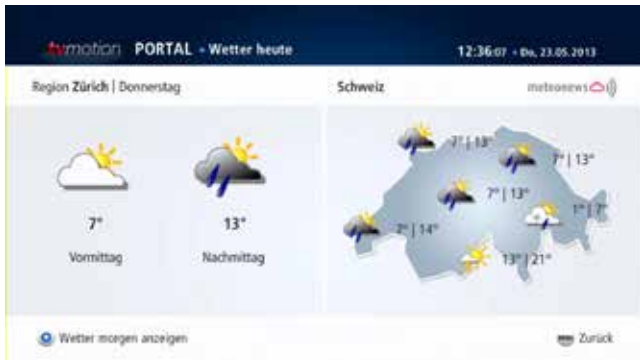 tvmotion PORTAL - Wetter heute
12:36:07 - Do, 23.05.2013
Region Zürich | Donnerstag
Schweiz
meteonews
7° | 13°
7° | 13°
7° | 13°
1° | 7°
7° | 14°
13° | 21°
7°
13°
Vormittag
Nachmittag
Wetter morgen anzeigen
Zurück